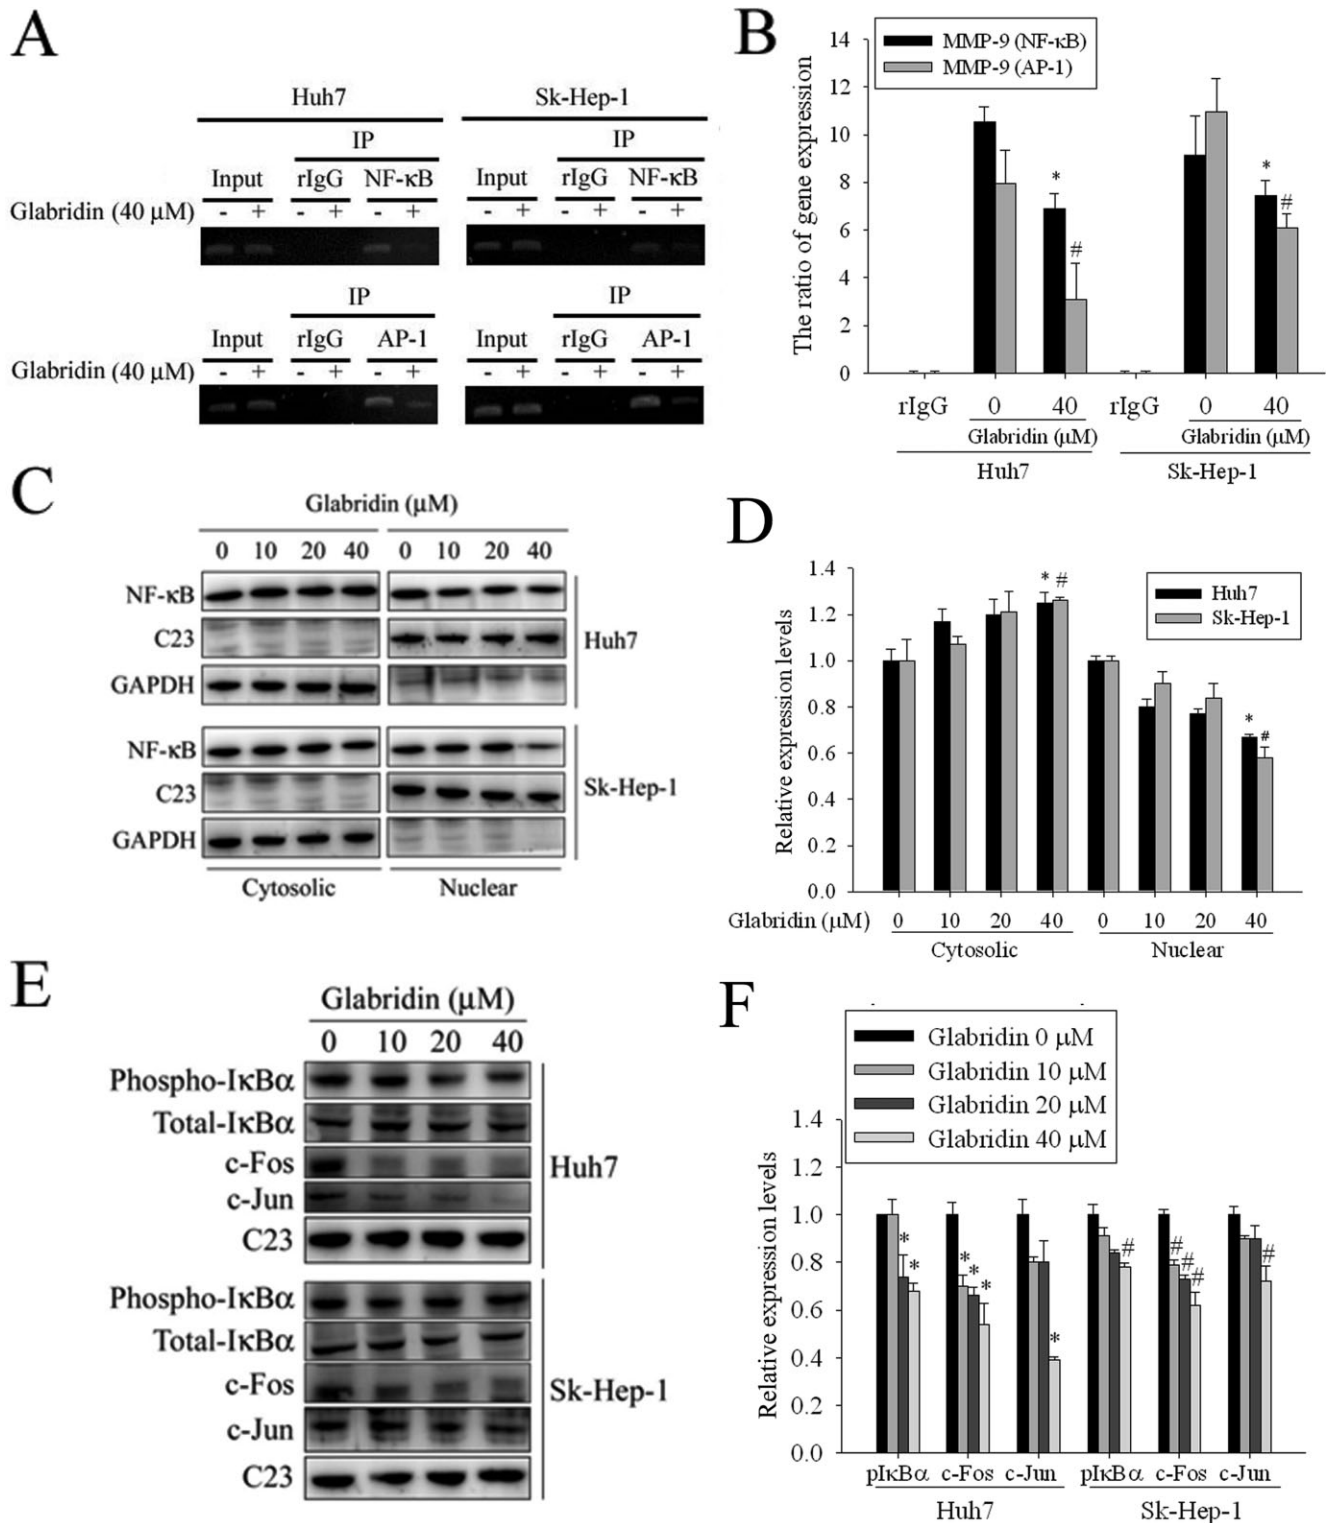 A
Huh7 Sk-Hep-1
IP IP
Input rIgG NF-κB Input rIgG NF-κB
Glabridin (40 μM) - + - + - + - + - + - +
IP IP
Input rIgG AP-1 Input rIgG AP-1
Glabridin (40 μM) - + - + - + - + - + - +
B
MMP-9 (NF-κB)
MMP-9 (AP-1)
The ratio of gene expression
14
12
10
8
6
4
2
0
* # * #
rIgG 0 40 rIgG 0 40
Glabridin (μM) Glabridin (μM)
Huh7 Sk-Hep-1
C
Glabridin (μM)
0 10 20 40 0 10 20 40
NF-κB
C23
GAPDH
Huh7
NF-κB
C23
GAPDH
Sk-Hep-1
Cytosolic Nuclear
D
Huh7
Sk-Hep-1
Relative expression levels
1.4
1.2
1.0
0.8
0.6
0.4
0.2
0.0
* # * #
Glabridin (μM) 0 10 20 40 0 10 20 40
Cytosolic Nuclear
E
Glabridin (μM)
0 10 20 40
Phospho-IκBα
Total-IκBα
c-Fos
c-Jun
C23
Huh7
Phospho-IκBα
Total-IκBα
c-Fos
c-Jun
C23
Sk-Hep-1
F
Glabridin 0 μM
Glabridin 10 μM
Glabridin 20 μM
Glabridin 40 μM
Relative expression levels
1.4
1.2
1.0
0.8
0.6
0.4
0.2
0.0
* * * * * * # # # # #
pIκBα c-Fos c-Jun pIκBα c-Fos c-Jun
Huh7 Sk-Hep-1